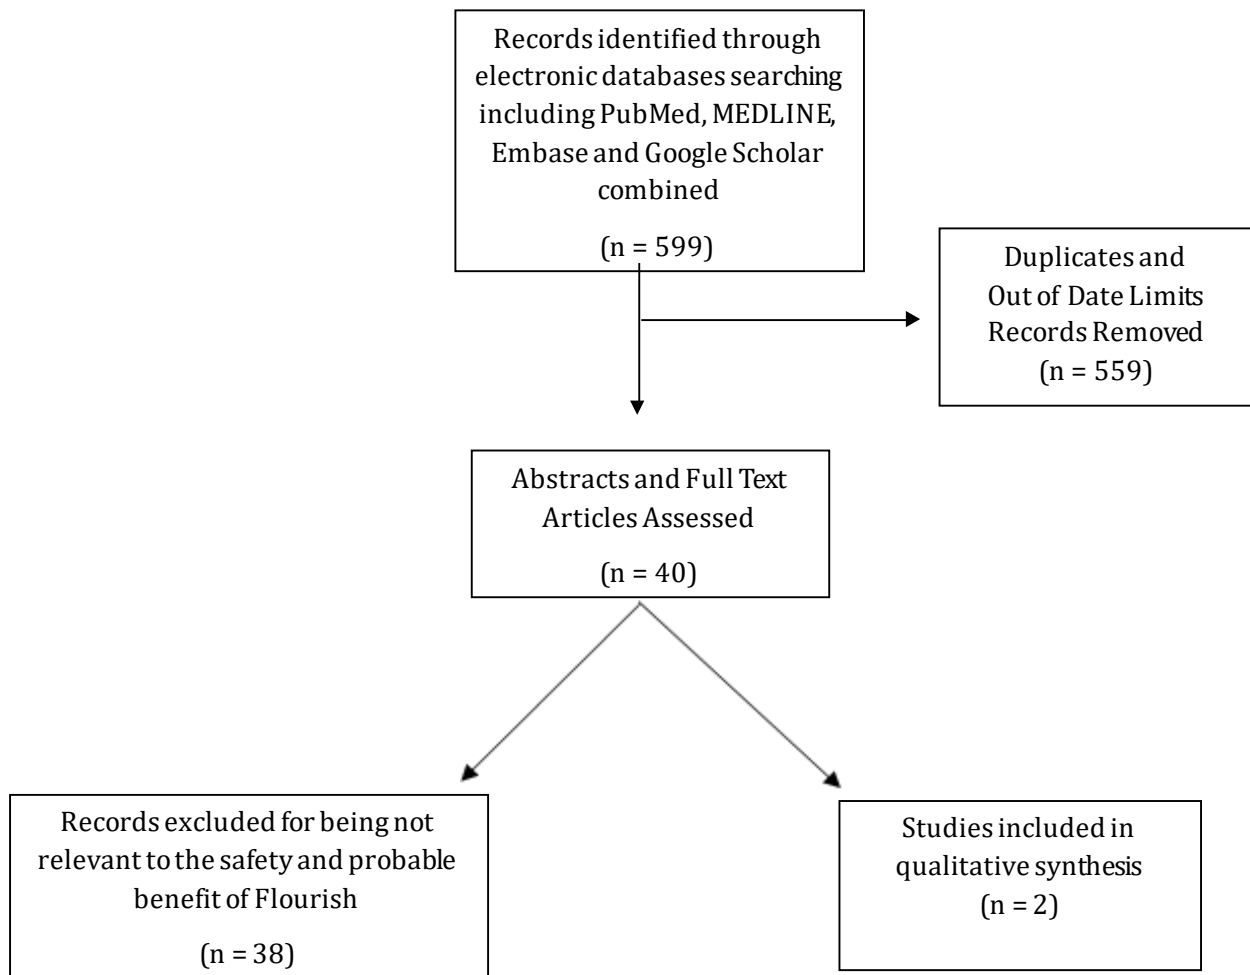 Records identified through
electronic databases searching
including PubMed, MEDLINE,
Embase and Google Scholar
combined
(n = 599)
Duplicates and
Out of Date Limits
Records Removed
(n = 559)
Abstracts and Full Text
Articles Assessed
(n = 40)
Records excluded for being not
relevant to the safety and probable
benefit of Flourish
(n = 38)
Studies included in
qualitative synthesis
(n = 2)